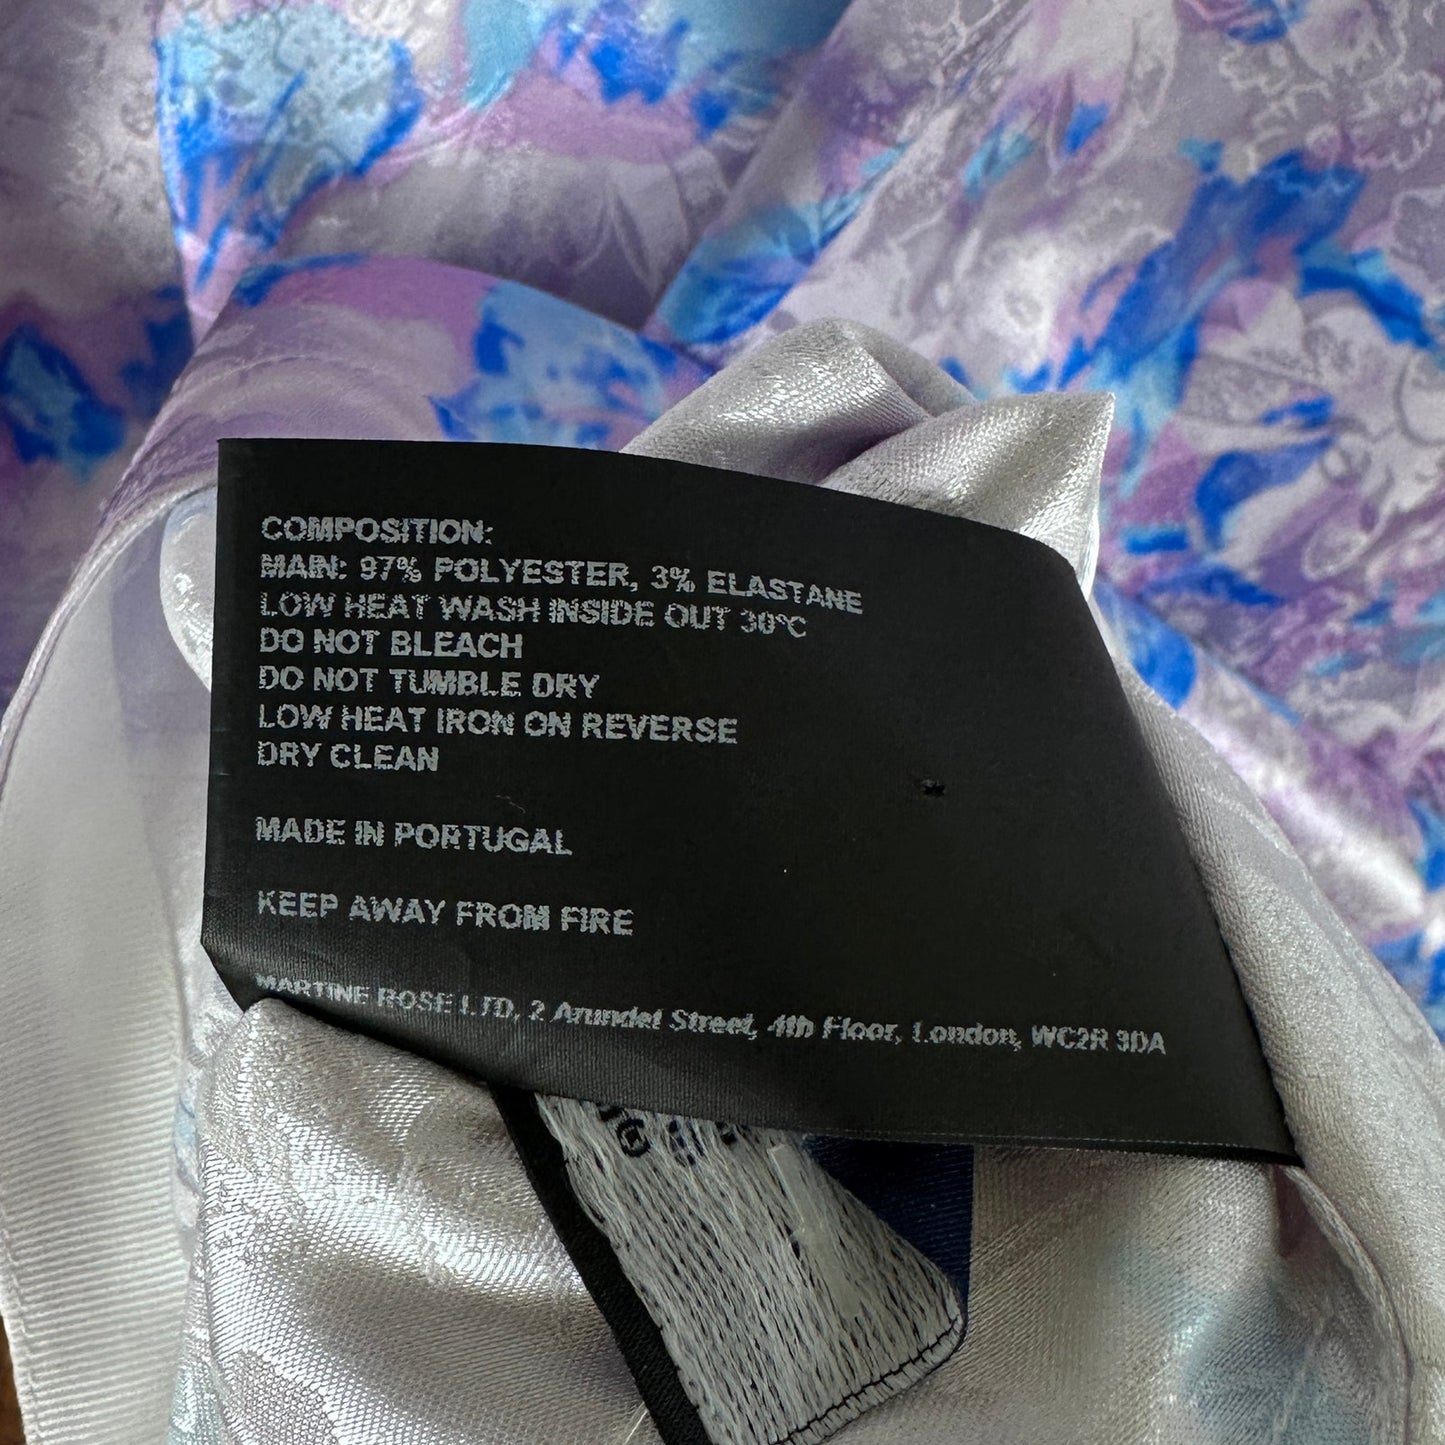 COMPOSITION:
MAIN: 97% POLYESTER, 3% ELASTANE
LOW HEAT WASH INSIDE OUT 30°C
DO NOT BLEACH
DO NOT TUMBLE DRY
LOW HEAT IRON ON REVERSE
DRY CLEAN
MADE IN PORTUGAL
KEEP AWAY FROM FIRE
MARTINE ROSE LTD, 2 Arundel Street, 4th Floor, London, WC2R 3DA